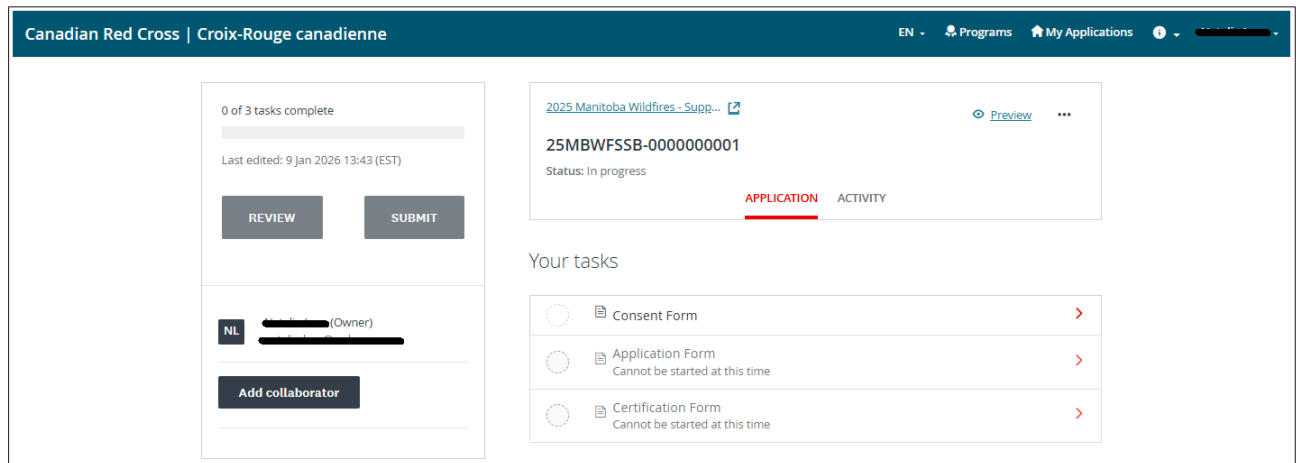 Canadian Red Cross | Croix-Rouge canadienne
EN
Programs
My Applications
0 of 3 tasks complete
Last edited: 9 Jan 2026 13:43 (EST)
REVIEW
SUBMIT
NL
(Owner)
Add collaborator
2025 Manitoba Wildfires - Supp...
Preview
25MBWFSSB-0000000001
Status: In progress
APPLICATION
ACTIVITY
Your tasks
Consent Form
Application Form
Cannot be started at this time
Certification Form
Cannot be started at this time